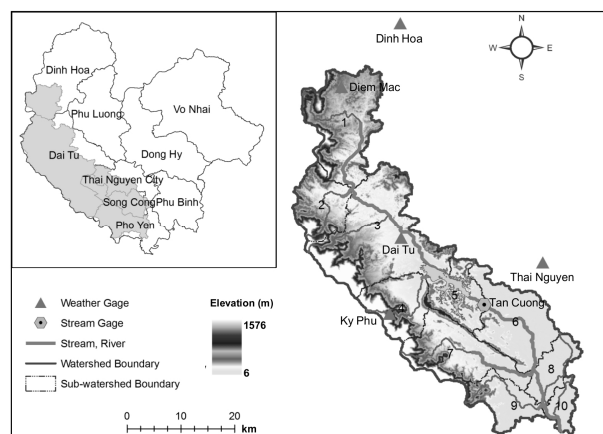 Dinh Hoa
Phu Luong
Vo Nhai
Dai Tu
Dong Hy
Thai Nguyen City
Song Cong
Phu Binh
Pho Yen
Dinh Hoa
N
W
E
S
Diem Mac
1
2
3
Dai Tu
Thai Nguyen
5
Tan Cuong
Ky Phu
4
6
7
8
9
10
Weather Gage
Stream Gage
Stream, River
Watershed Boundary
Sub-watershed Boundary
Elevation (m)
1576
6
0 10 20
km